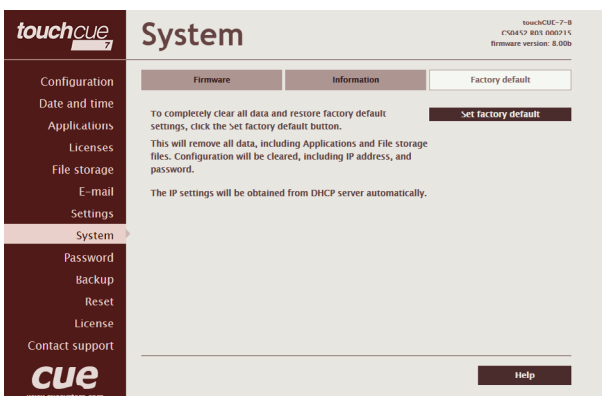 touchcue
7
System
touchCUE-7-B
CS0452 R03 000215
firmware version: 8.00b
Configuration
Date and time
Applications
Licenses
File storage
E-mail
Settings
System
Password
Backup
Reset
License
Contact support
Firmware
Information
Factory default
To completely clear all data and restore factory default
settings, click the Set factory default button.
Set factory default
This will remove all data, including Applications and File storage
files. Configuration will be cleared, including IP address, and
password.
The IP settings will be obtained from DHCP server automatically.
cue
Help